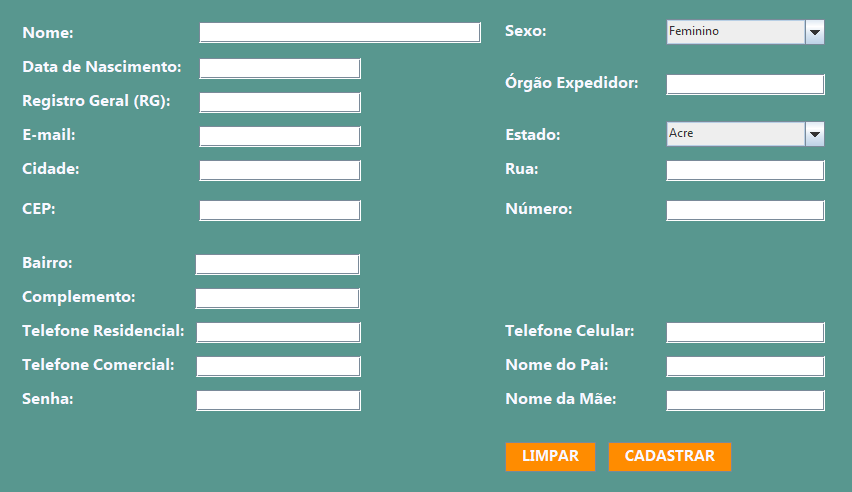 Nome:
Sexo:
Feminino
Data de Nascimento:
Órgão Expedidor:
Registro Geral (RG):
E-mail:
Estado:
Acre
Cidade:
Rua:
CEP:
Número:
Bairro:
Complemento:
Telefone Residencial:
Telefone Celular:
Telefone Comercial:
Nome do Pai:
Senha:
Nome da Mãe:
LIMPAR
CADASTRAR